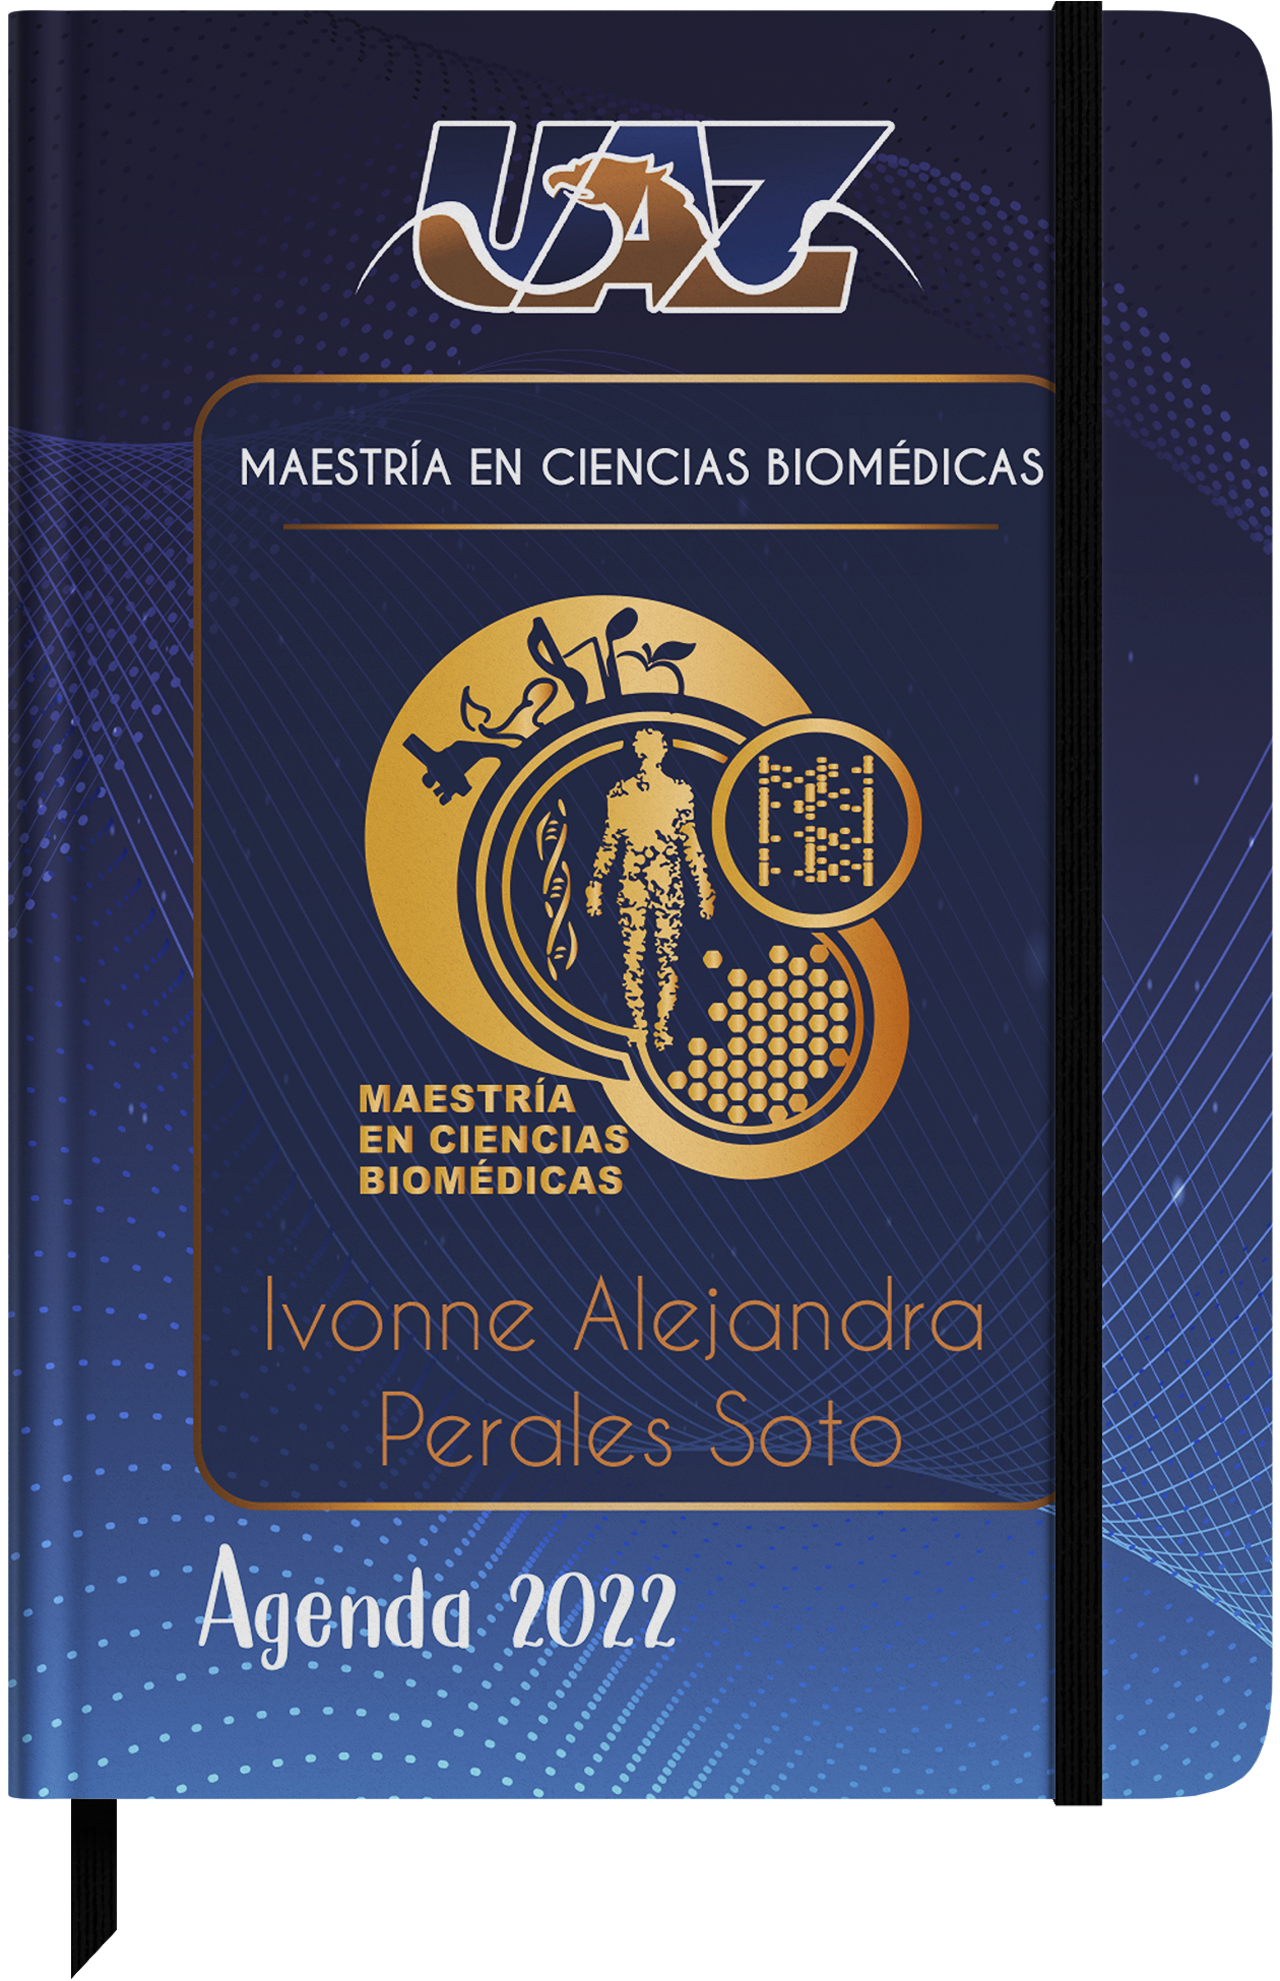 UAZ
MAESTRÍA EN CIENCIAS BIOMÉDICAS
MAESTRÍA
EN CIENCIAS
BIOMÉDICAS
Ivonne Alejandra
Perales Soto
Agenda 2022